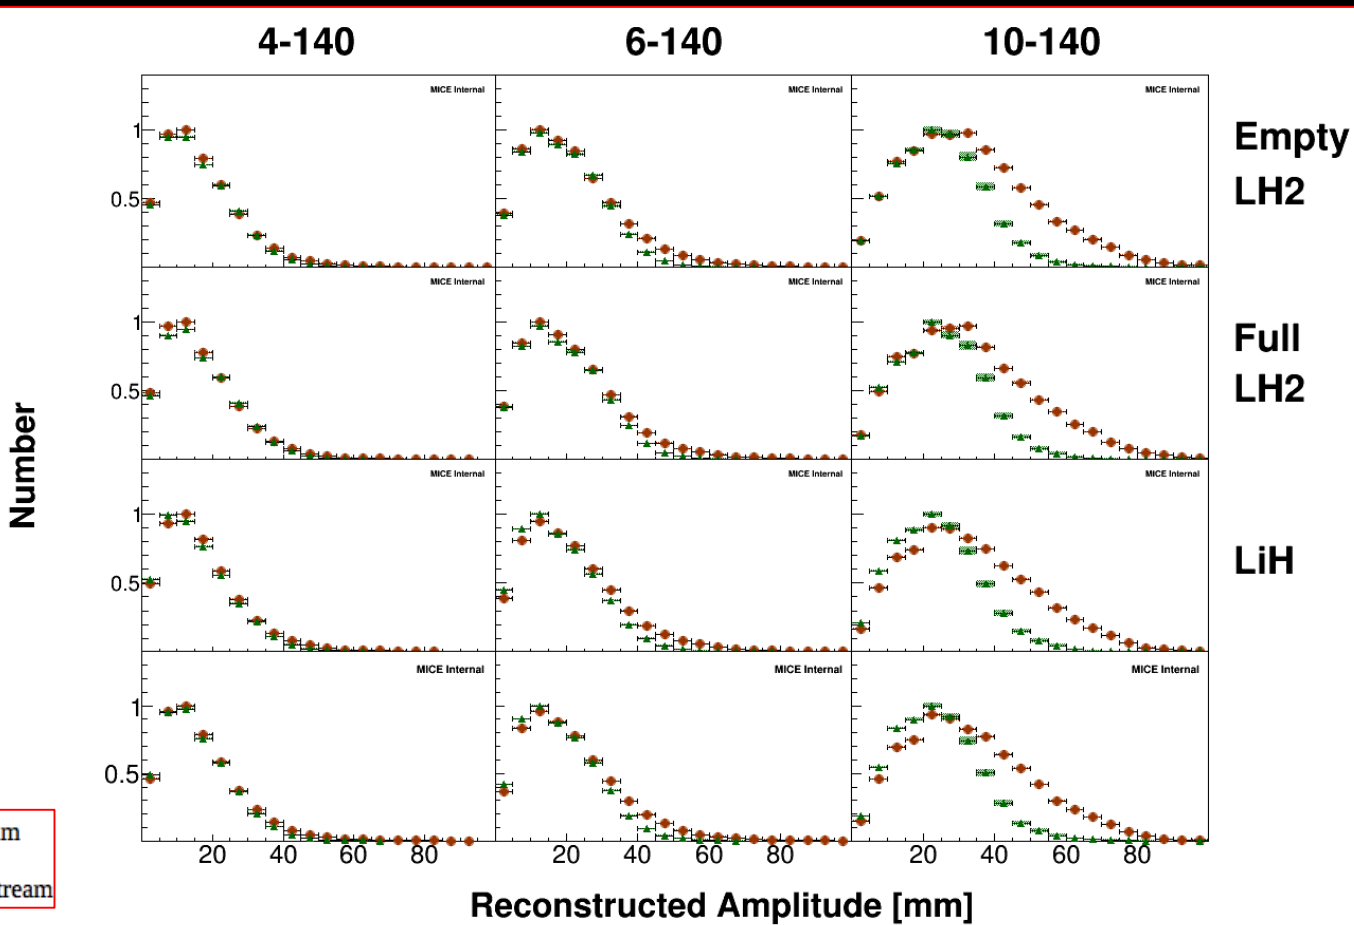 4-140 6-140 10-140
MICE Internal MICE Internal MICE Internal
1
0.5
Empty
LH2
MICE Internal MICE Internal MICE Internal
1
0.5
Full
LH2
MICE Internal MICE Internal MICE Internal
1
0.5
LiH
MICE Internal MICE Internal MICE Internal
1
0.5
Number
20 40 60 80 20 40 60 80 20 40 60 80
Reconstructed Amplitude [mm]